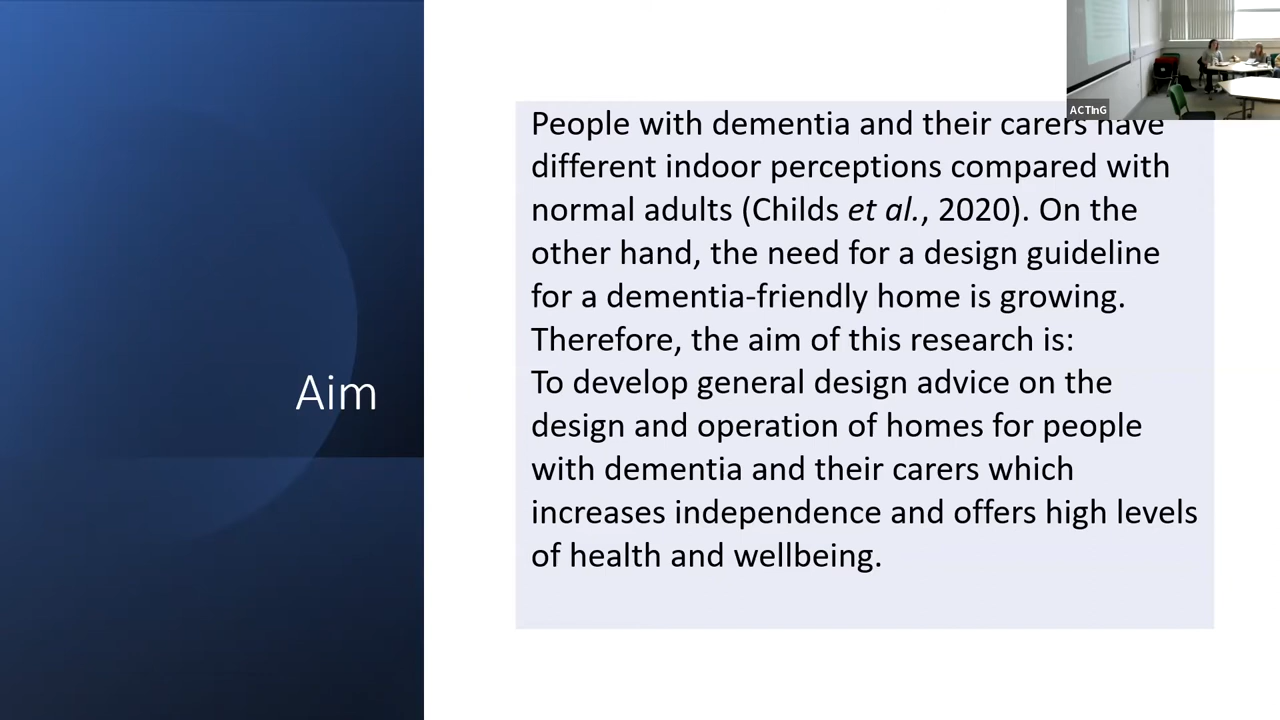 ACTInG
People with dementia and their carers have
different indoor perceptions compared with
normal adults (Childs et al., 2020). On the
other hand, the need for a design guideline
for a dementia-friendly home is growing.
Therefore, the aim of this research is:
To develop general design advice on the
design and operation of homes for people
with dementia and their carers which
increases independence and offers high levels
of health and wellbeing.
Aim